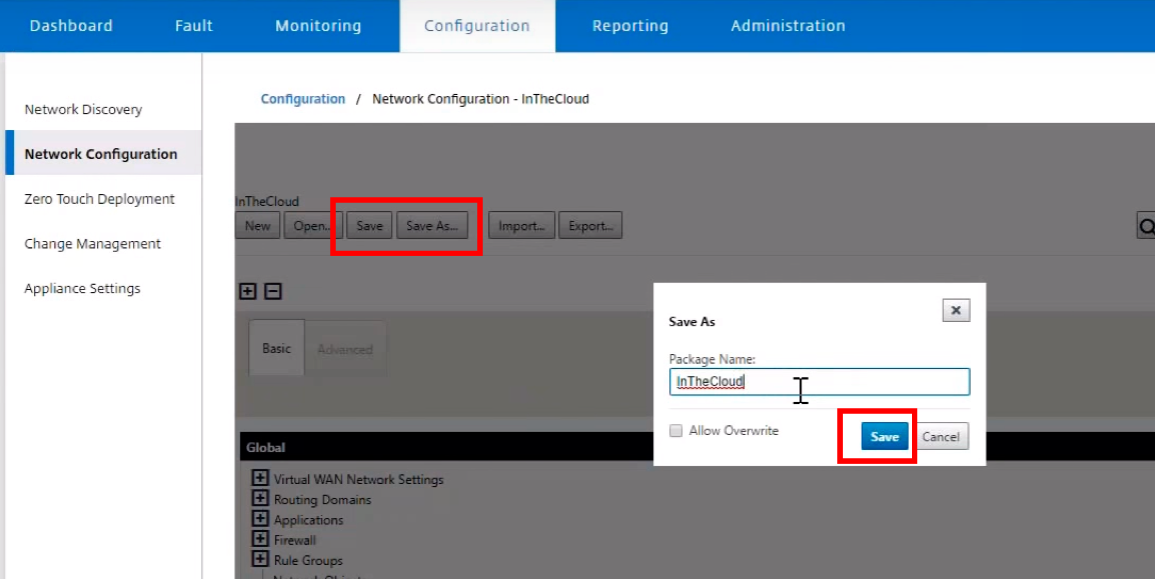 Dashboard Fault Monitoring Configuration Reporting Administration
Network Discovery
Network Configuration
Zero Touch Deployment
Change Management
Appliance Settings
Configuration / Network Configuration - InTheCloud
InTheCloud
New Open... Save Save As... Import... Export...
Basic Advanced
Save As
Package Name:
InTheCloud
Allow Overwrite Save Cancel
Global
Virtual WAN Network Settings
Routing Domains
Applications
Firewall
Rule Groups